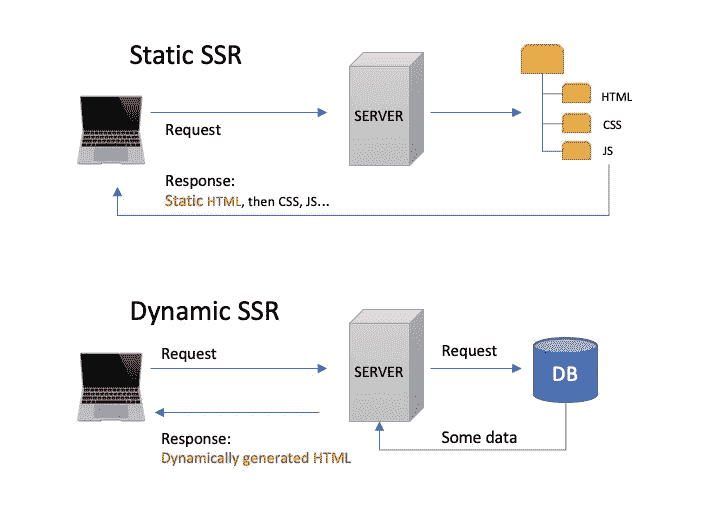 Static SSR
Request
SERVER
HTML
CSS
JS
Response:
Static HTML, then CSS, JS...
Dynamic SSR
Request
SERVER
Request
DB
Response:
Dynamically generated HTML
Some data